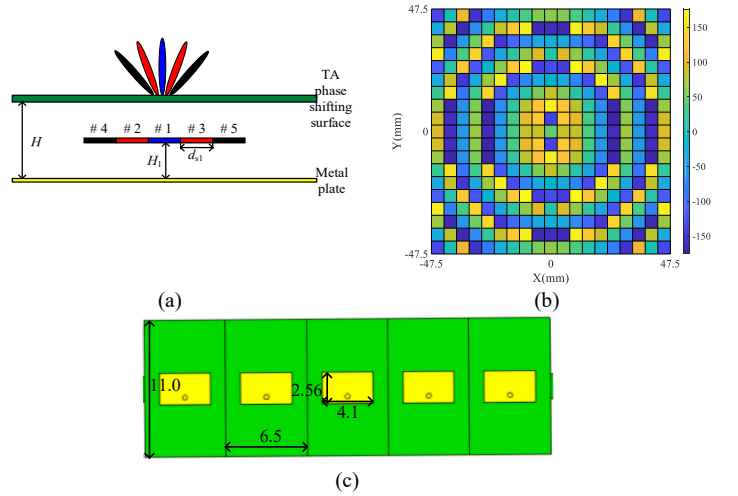 TA
phase
shifting
surface
# 4 # 2 # 1 # 3 # 5
H
H1
ds1
Metal
plate
(a)
47.5
0
-47.5
Y(mm)
-47.5 0 47.5
X(mm)
150
100
50
0
-50
-100
-150
(b)
11.0
2.56
4.1
6.5
(c)